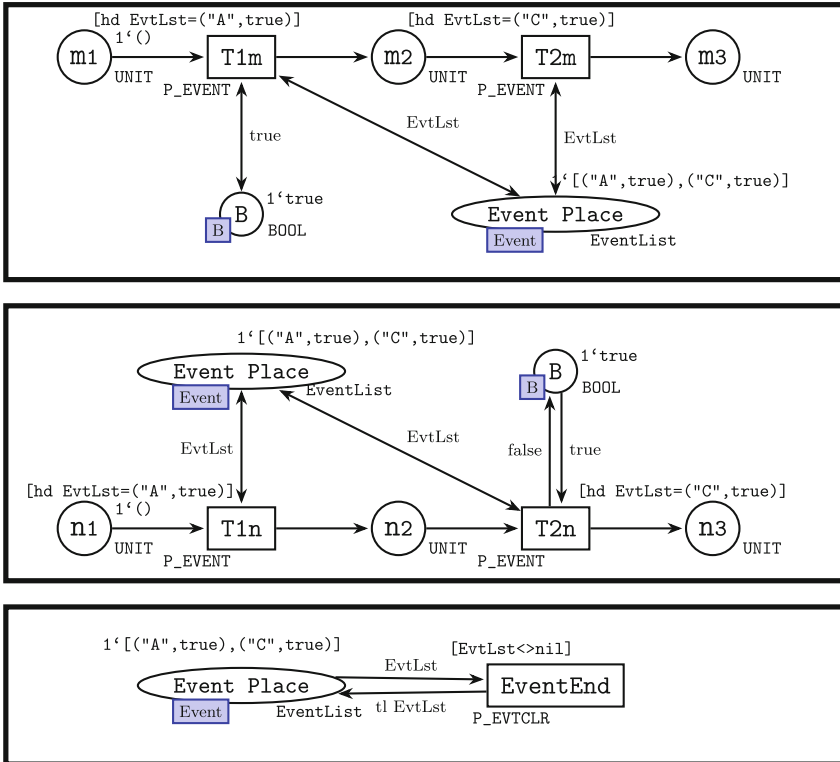 [hd EvtLst=("A",true)] [hd EvtLst=("C",true)]
1‘()
m1 T1m m2 T2m m3
UNIT P_EVENT UNIT P_EVENT UNIT
EvtLst
true EvtLst
1‘[("A",true),("C",true)]
1‘true
B Event Place
B BOOL Event EventList
1‘[("A",true),("C",true)]
1‘true
Event Place B
Event EventList B BOOL
EvtLst EvtLst false true
[hd EvtLst=("A",true)] [hd EvtLst=("C",true)]
1‘()
n1 T1n n2 T2n n3
UNIT P_EVENT UNIT P_EVENT UNIT
1‘[("A",true),("C",true)] [EvtLst<>nil]
EvtLst
Event Place EventEnd
Event EventList tl EvtLst P_EVTCLR